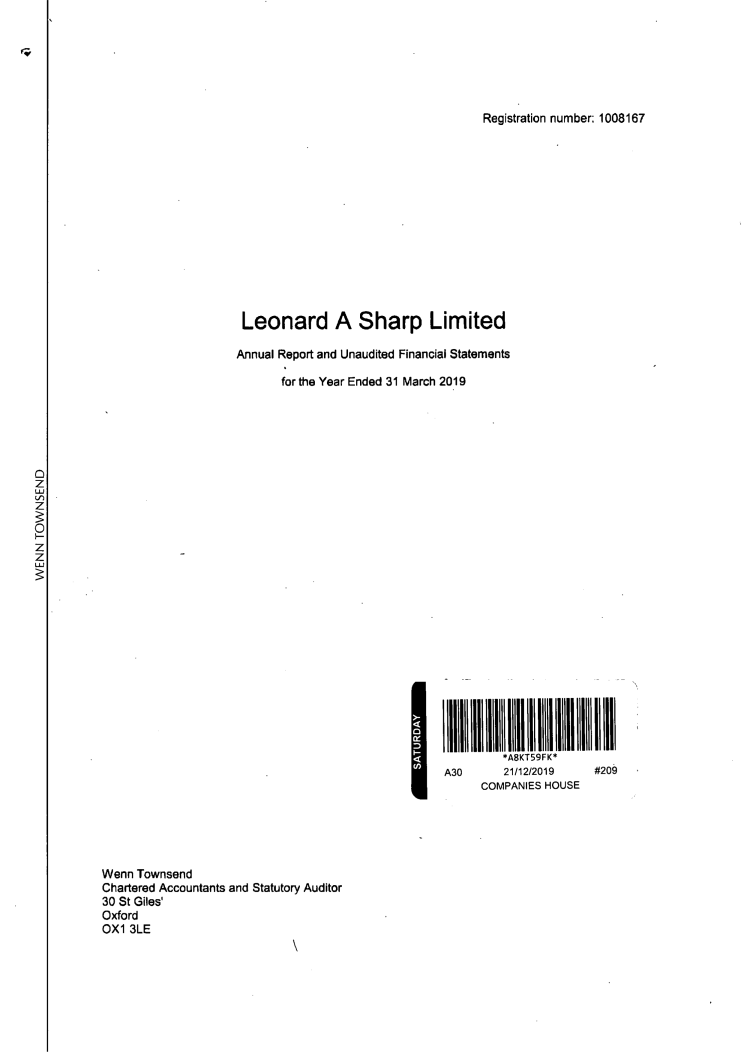 Registration number: 1008167
Leonard A Sharp Limited
Annual Report and Unaudited Financial Statements
for the Year Ended 31 March 2019
WENN TOWNSEND
SATURDAY
*A8KT59FK*
A30 21/12/2019 #209
COMPANIES HOUSE
Wenn Townsend
Chartered Accountants and Statutory Auditor
30 St Giles'
Oxford
OX1 3LE